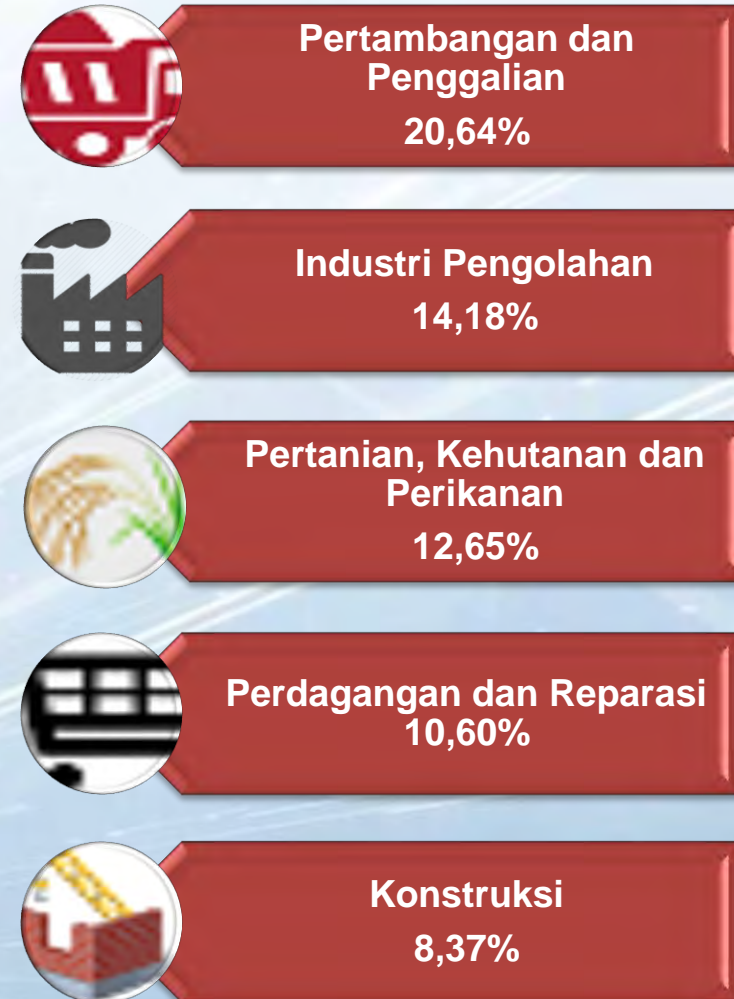 Pertambangan dan
Penggalian
20,64%
Industri Pengolahan
14,18%
Pertanian, Kehutanan dan
Perikanan
12,65%
Perdagangan dan Reparasi
10,60%
Konstruksi
8,37%